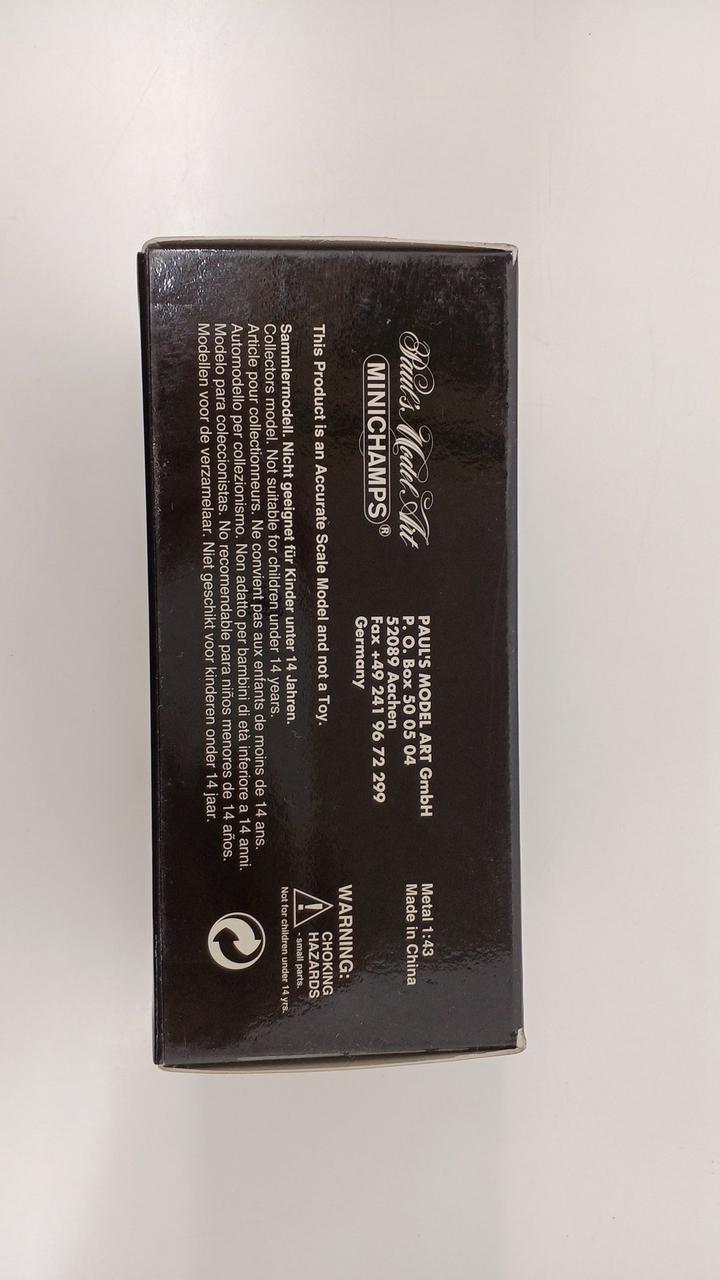 Paul's Model Art
MINICHAMPS®
PAUL'S MODEL ART GmbH
P. O. Box 50 05 04
52089 Aachen
Fax +49 241 96 72 299
Germany
Metal 1:43
Made in China
This Product is an Accurate Scale Model and not a Toy.
Sammlermodell. Nicht geeignet für Kinder unter 14 Jahren.
Collectors model. Not suitable for children under 14 years.
Article pour collectionneurs. Ne convient pas aux enfants de moins de 14 ans.
Automodello per collezionismo. Non adatto per bambini di età inferiore a 14 anni.
Modelo para coleccionistas. No recomendable para niños menores de 14 años.
Modellen voor de verzamelaar. Niet geschikt voor kinderen onder 14 jaar.
WARNING:
CHOKING
HAZARDS
- small parts.
Not for children under 14 yrs.